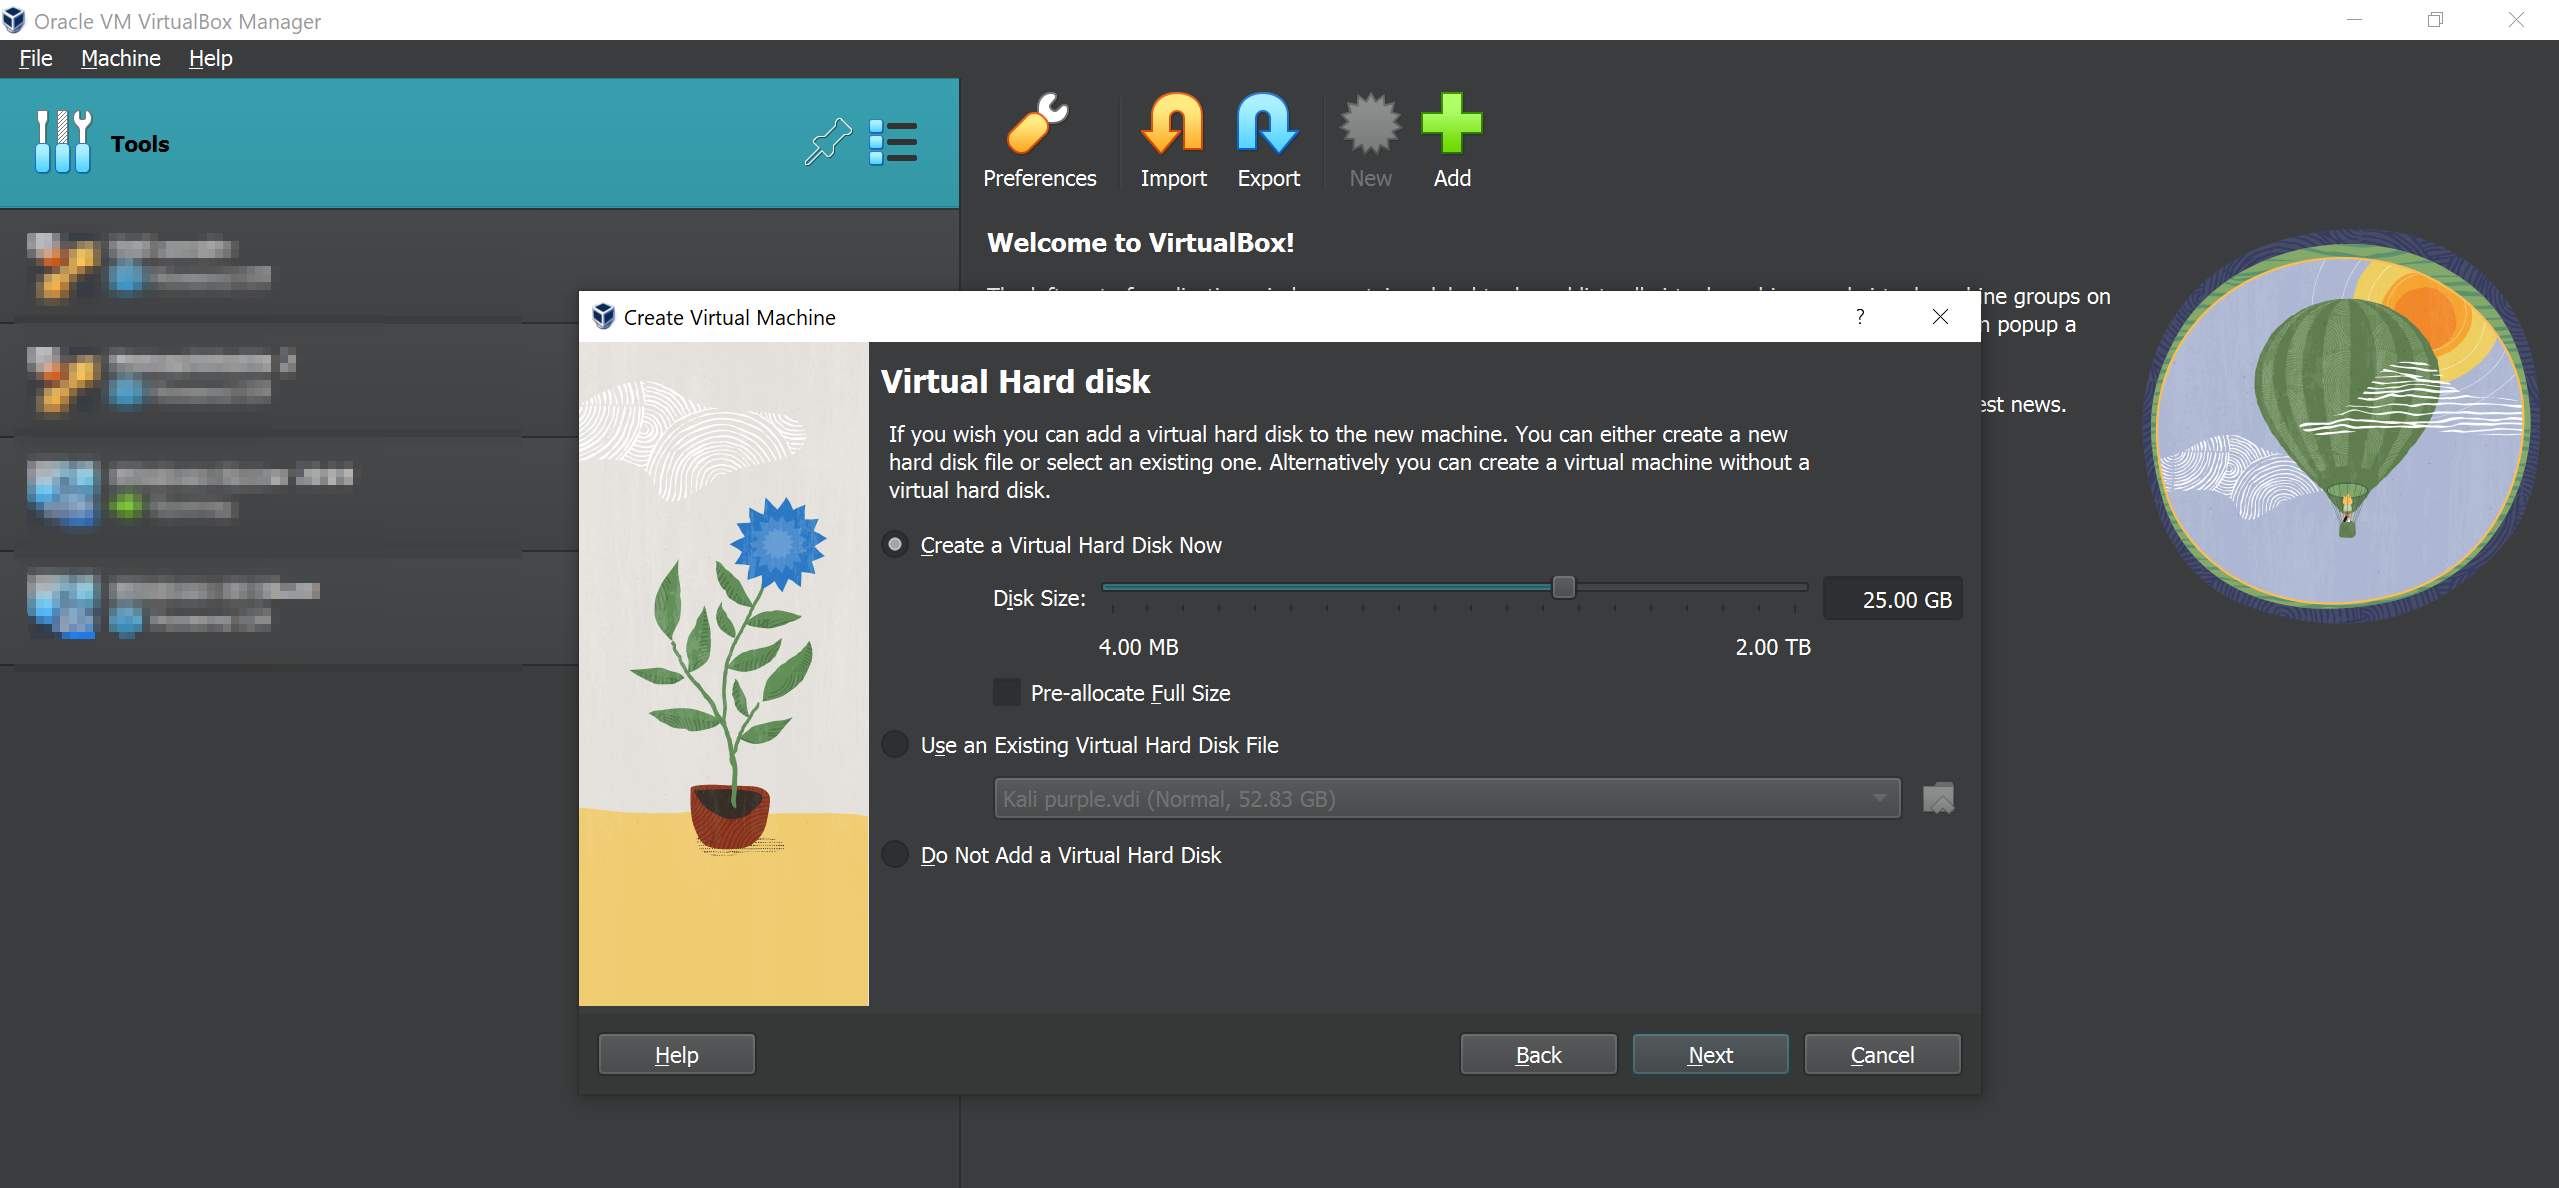 Oracle VM VirtualBox Manager
File Machine Help
Tools
Preferences Import Export New Add
Welcome to VirtualBox!
ine groups on
popup a
est news.
Create Virtual Machine ?
Virtual Hard disk
If you wish you can add a virtual hard disk to the new machine. You can either create a new
hard disk file or select an existing one. Alternatively you can create a virtual machine without a
virtual hard disk.
Create a Virtual Hard Disk Now
Disk Size: 25.00 GB
4.00 MB 2.00 TB
Pre-allocate Full Size
Use an Existing Virtual Hard Disk File
Kali purple.vdi (Normal, 52.83 GB)
Do Not Add a Virtual Hard Disk
Help Back Next Cancel